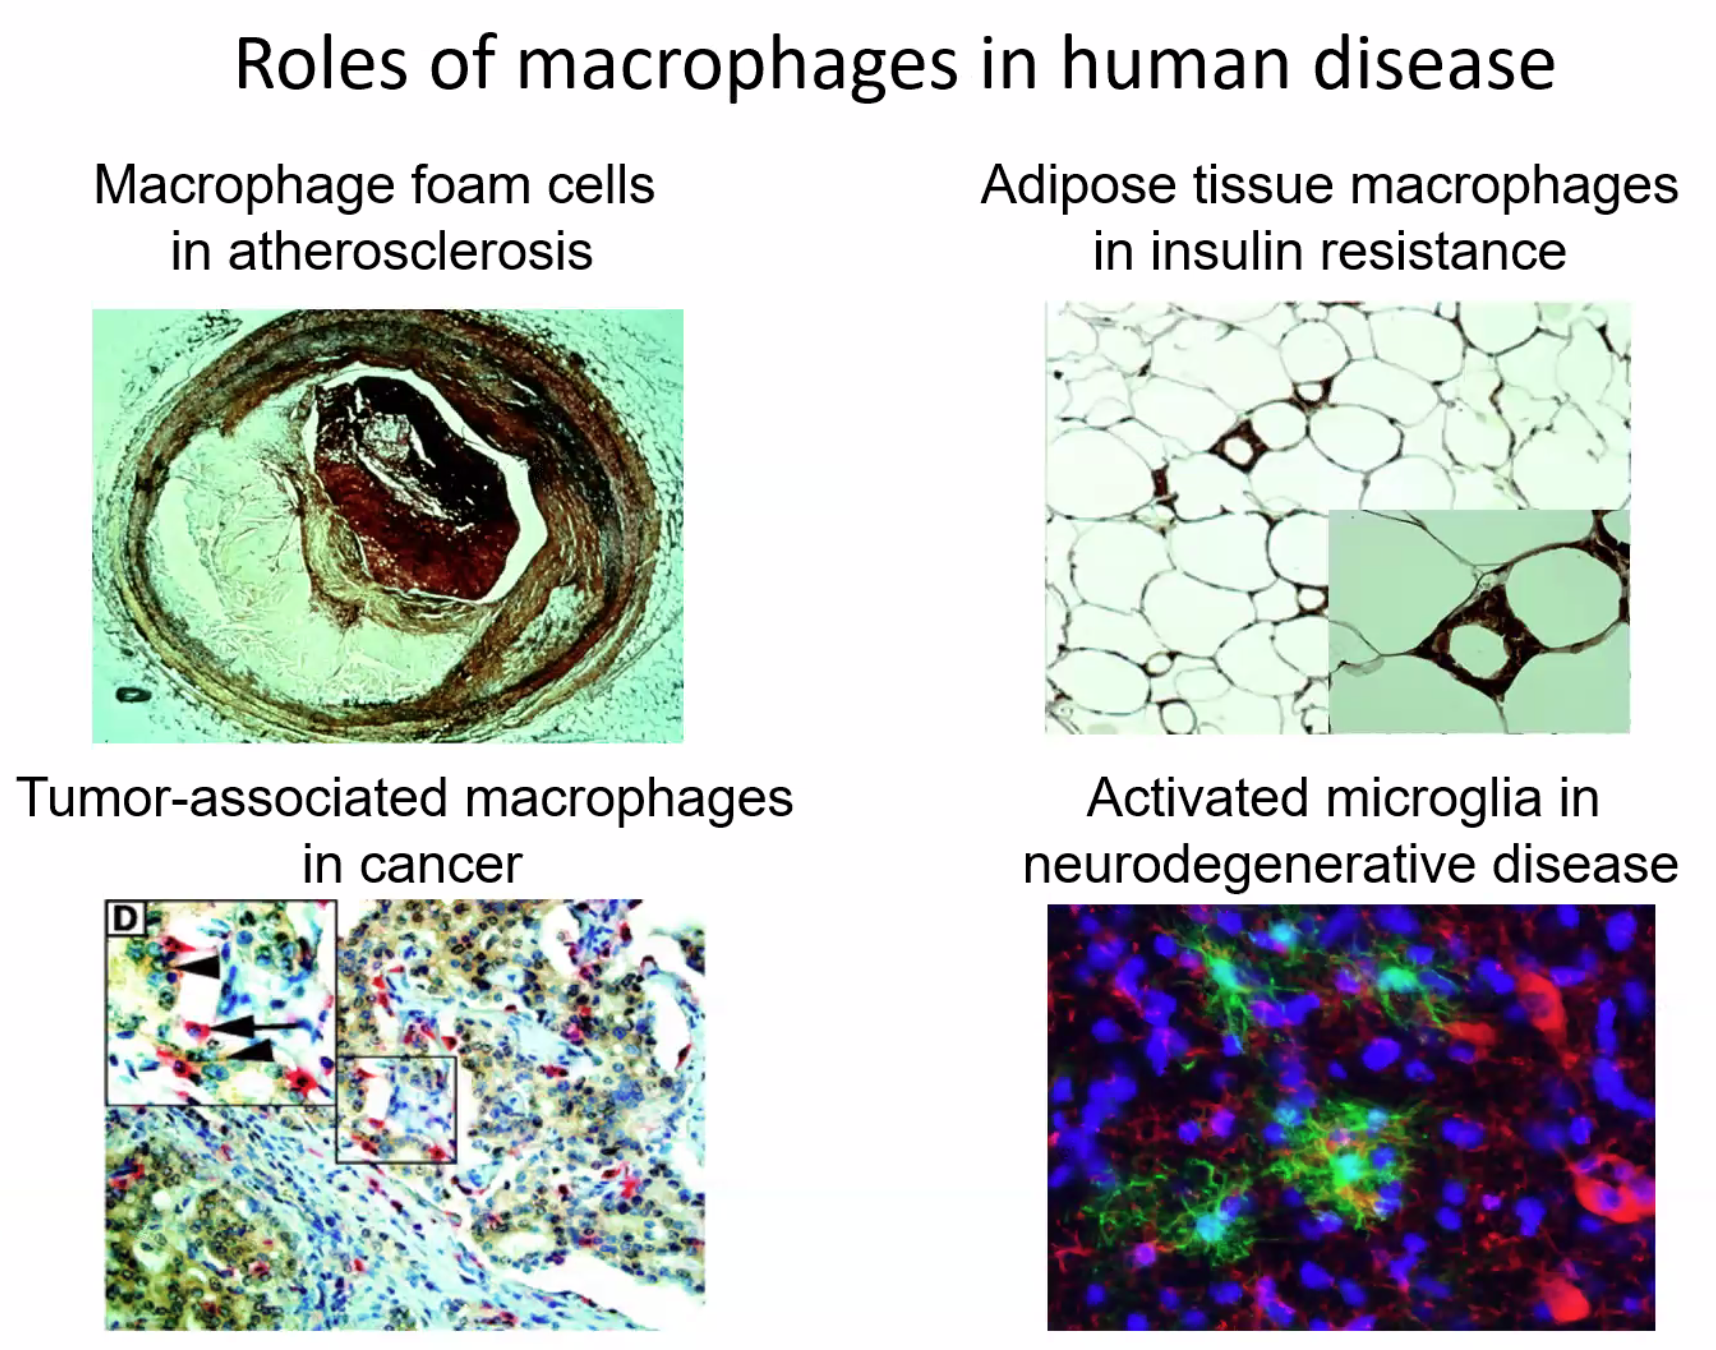 Roles of macrophages in human disease
Macrophage foam cells
in atherosclerosis
Adipose tissue macrophages
in insulin resistance
Tumor-associated macrophages
in cancer
D
Activated microglia in
neurodegenerative disease